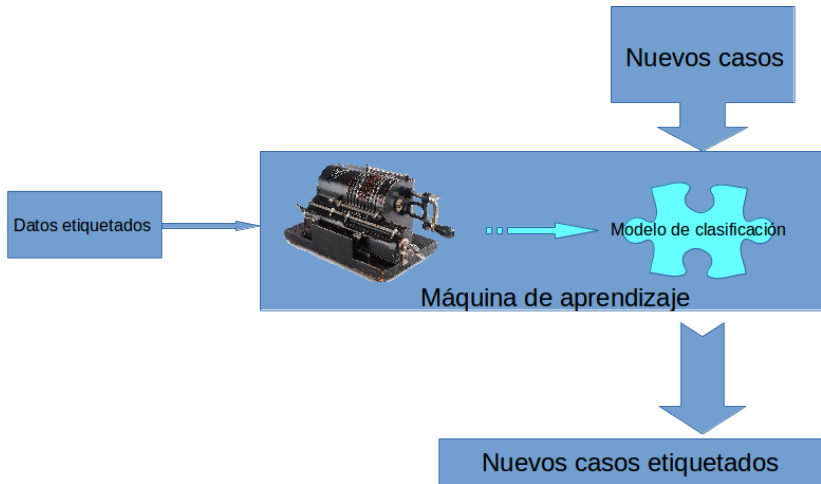 Nuevos casos
Datos etiquetados
Modelo de clasificación
Máquina de aprendizaje
Nuevos casos etiquetados